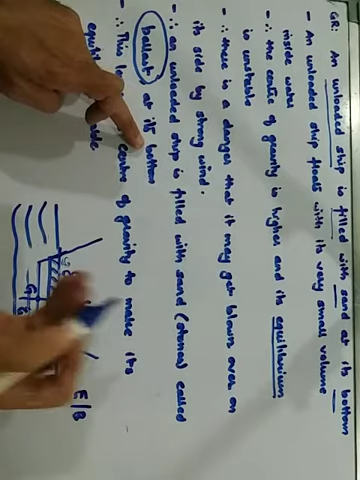 GR: An unloaded ship is filled with sand at its bottom
- An unloaded ship floats with its very small volume
inside water
- ∴ the centre of gravity is higher and its equilibrium
is unstable
- ∴ there is a danger that it may get blown over on
its side by strong wind.
- ∴ an unloaded ship is filled with sand (stones) called
ballast at its bottom
- ∴ This centre of gravity to make its
E/B